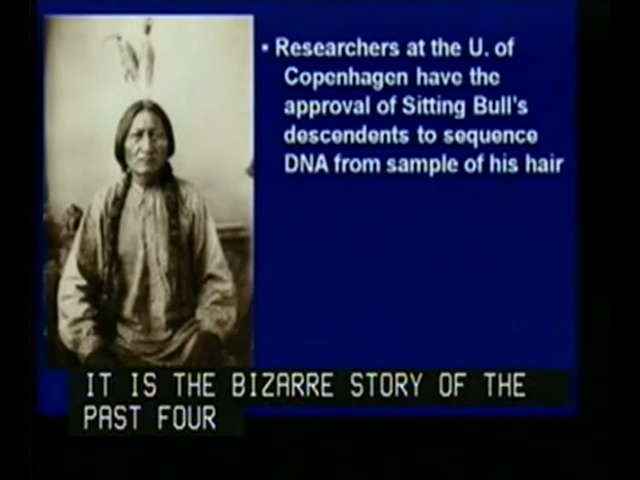 ▪ Researchers at the U. of
Copenhagen have the
approval of Sitting Bull's
descendents to sequence
DNA from sample of his hair
IT IS THE BIZARRE STORY OF THE
PAST FOUR